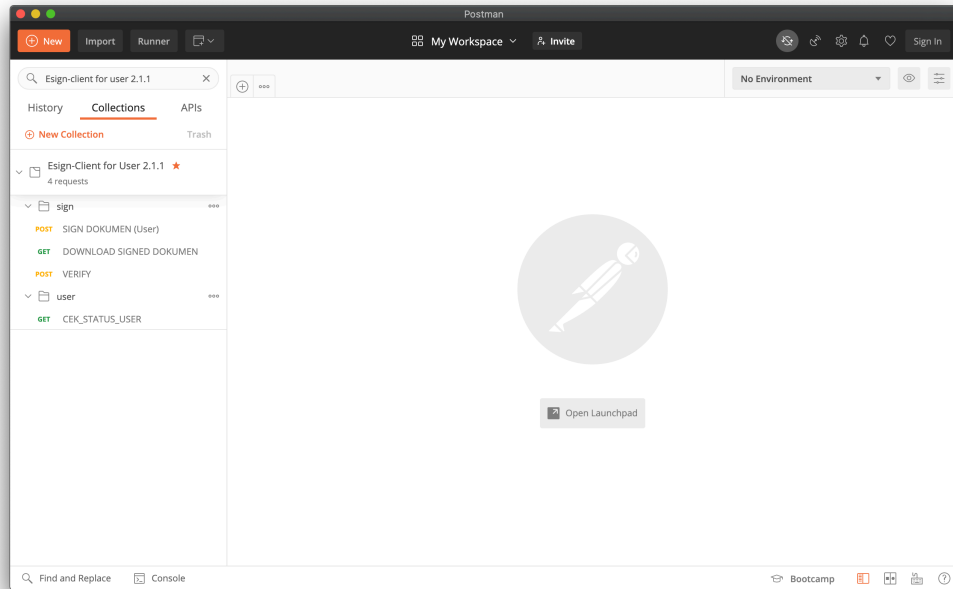 Postman
New Import Runner My Workspace Invite Sign In
Esign-client for user 2.1.1
No Environment
History Collections APIs
New Collection Trash
Esign-Client for User 2.1.1
4 requests
sign
POST SIGN DOKUMEN (User)
GET DOWNLOAD SIGNED DOKUMEN
POST VERIFY
user
GET CEK_STATUS_USER
Open Launchpad
Find and Replace Console Bootcamp